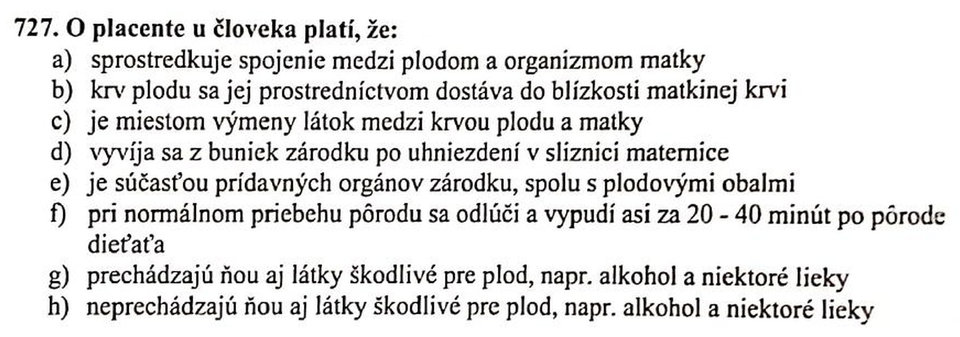 727. O placente u človeka platí, že:
a) sprostredkuje spojenie medzi plodom a organizmom matky
b) krv plodu sa jej prostredníctvom dostáva do blízkosti matkinej krvi
c) je miestom výmeny látok medzi krvou plodu a matky
d) vyvíja sa z buniek zárodku po uhniezdení v sliznici maternice
e) je súčasťou prídavných orgánov zárodku, spolu s plodovými obalmi
f) pri normálnom priebehu pôrodu sa odlúči a vypudí asi za 20 - 40 minút po pôrode
dieťaťa
g) prechádzajú ňou aj látky škodlivé pre plod, napr. alkohol a niektoré lieky
h) neprechádzajú ňou aj látky škodlivé pre plod, napr. alkohol a niektoré lieky